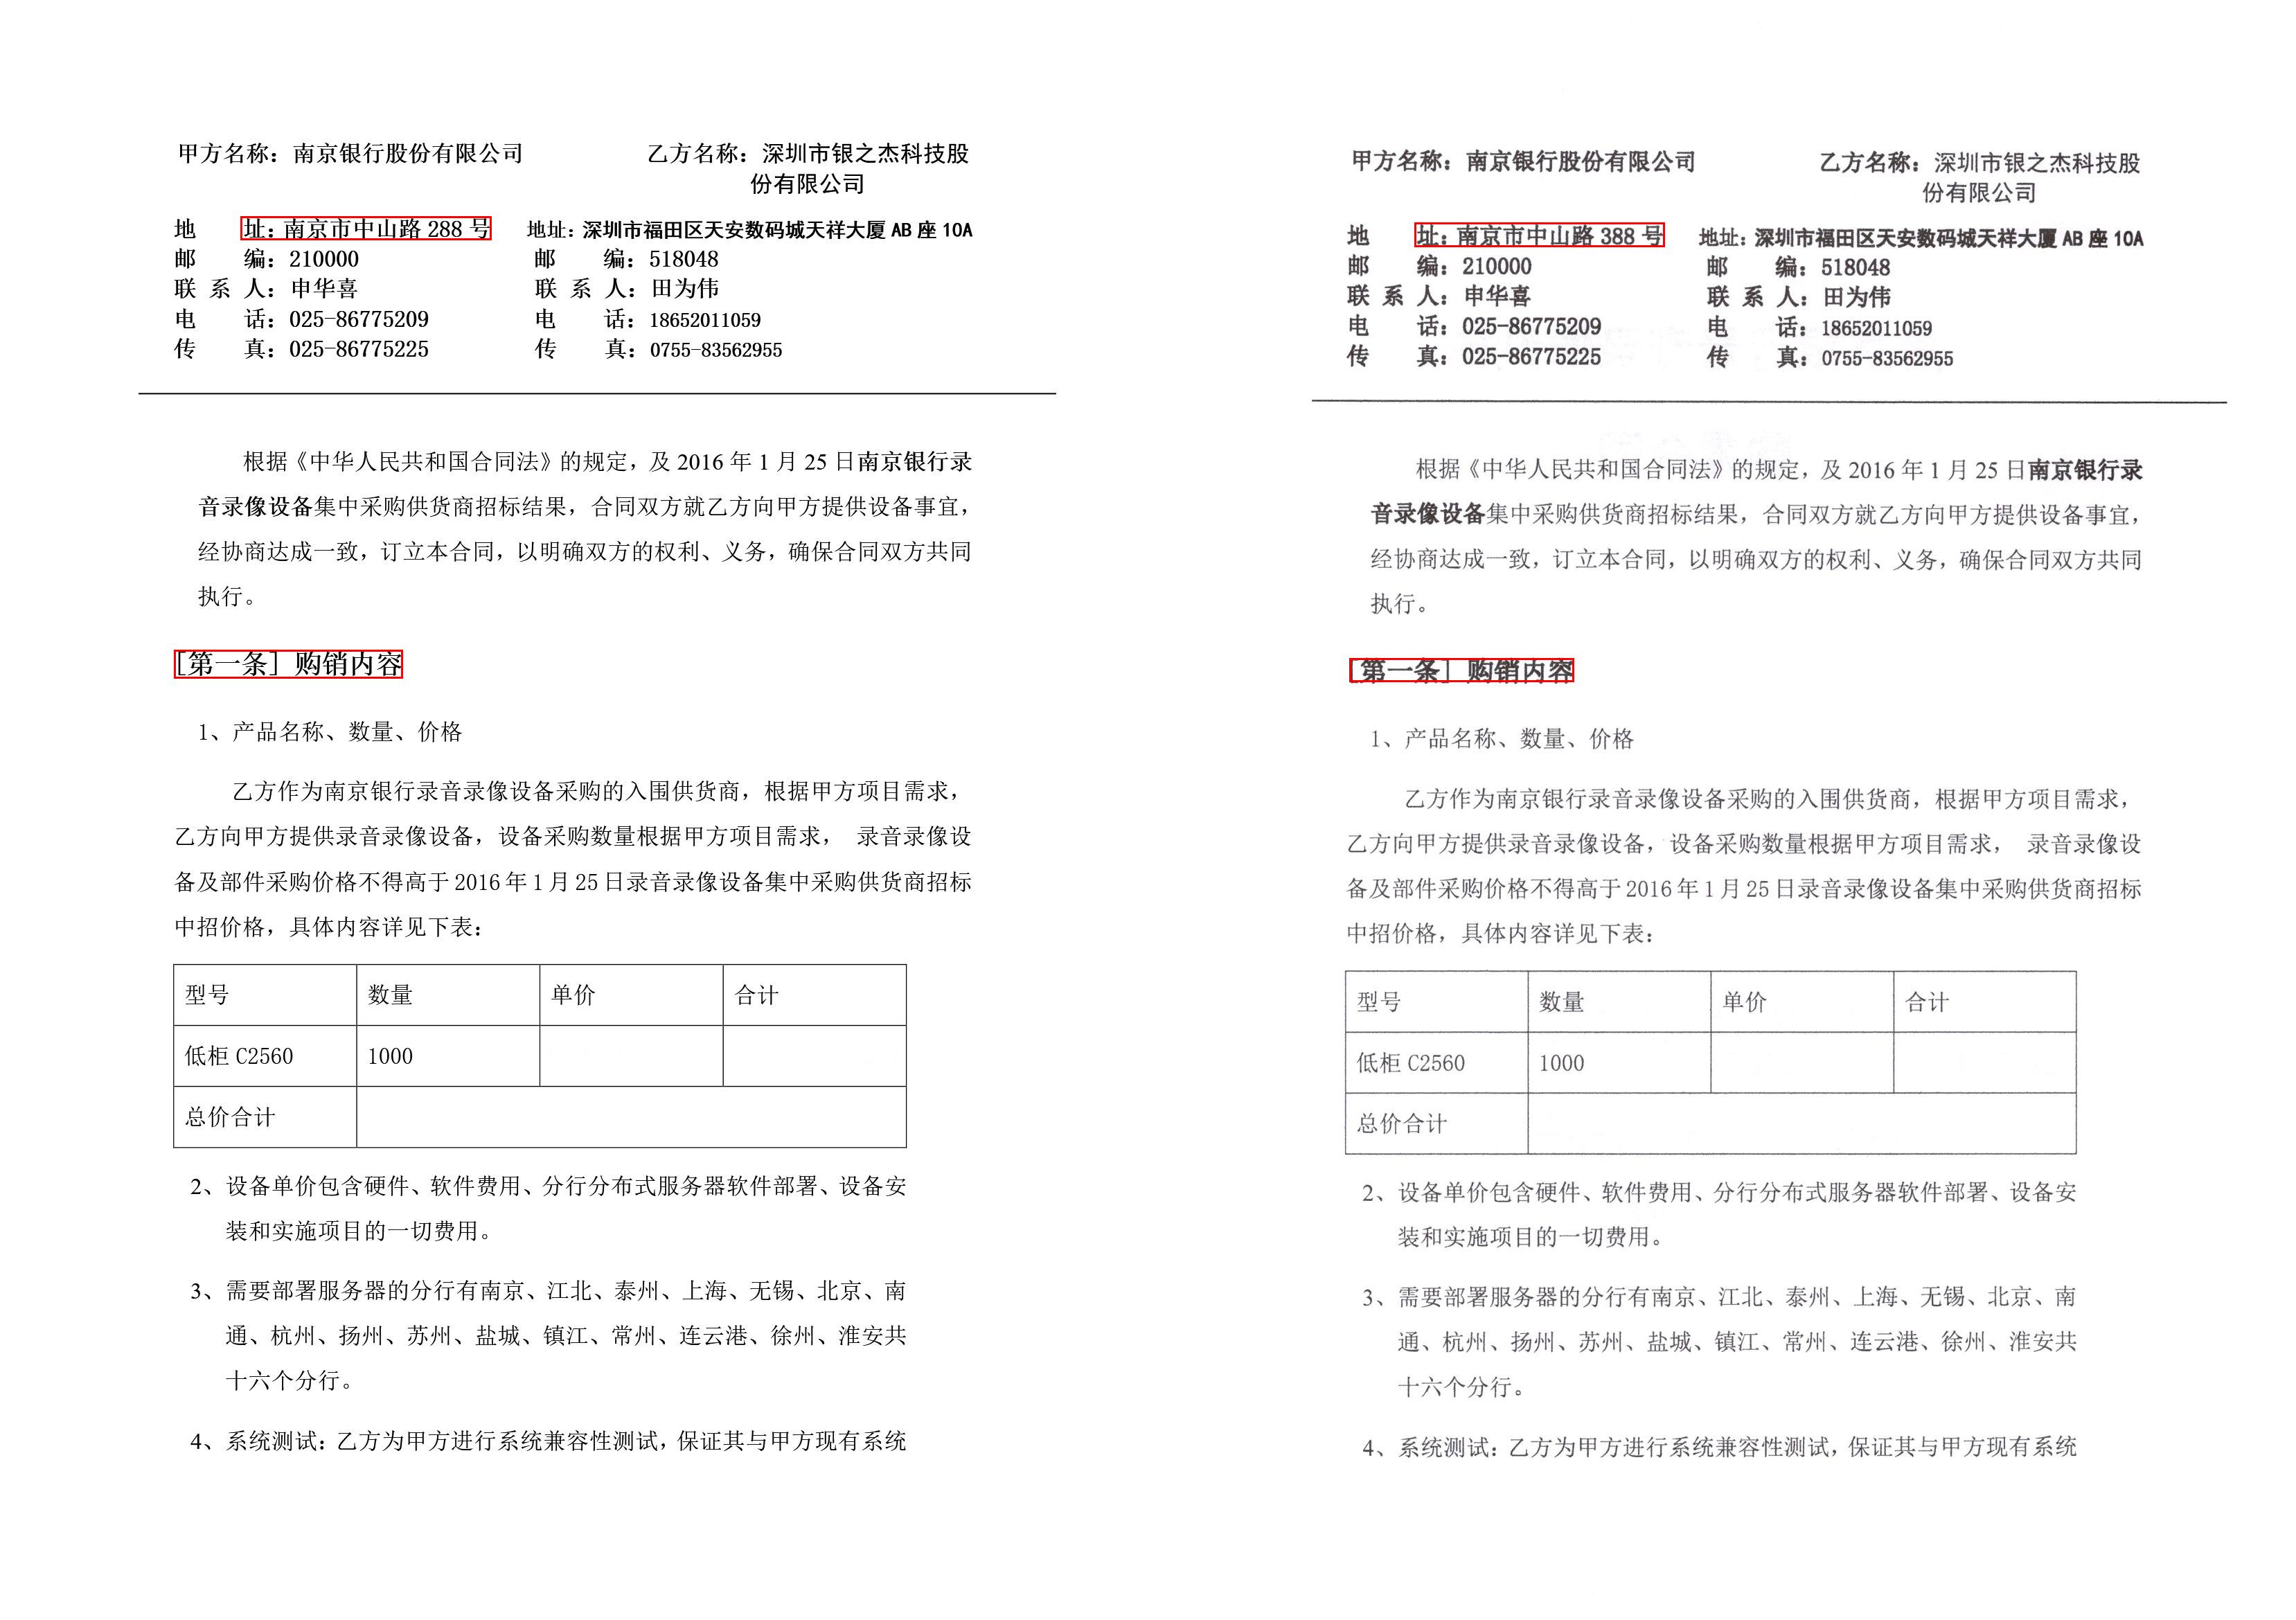 甲方名称：南京银行股份有限公司 乙方名称：深圳市银之杰科技股
份有限公司
地 址：南京市中山路 288 号 地址：深圳市福田区天安数码城天祥大厦 AB 座 10A
邮 编：210000 邮 编：518048
联 系 人：申华喜 联 系 人：田为伟
电 话：025-86775209 电 话：18652011059
传 真：025-86775225 传 真：0755-83562955
根据《中华人民共和国合同法》的规定，及 2016 年 1 月 25 日南京银行录
音录像设备集中采购供货商招标结果，合同双方就乙方向甲方提供设备事宜，
经协商达成一致，订立本合同，以明确双方的权利、义务，确保合同双方共同
执行。
[第一条] 购销内容
1、产品名称、数量、价格
乙方作为南京银行录音录像设备采购的入围供货商，根据甲方项目需求，
乙方向甲方提供录音录像设备，设备采购数量根据甲方项目需求， 录音录像设
备及部件采购价格不得高于 2016 年 1 月 25 日录音录像设备集中采购供货商招标
中招价格，具体内容详见下表：
型号 数量 单价 合计
低柜 C2560 1000
总价合计
2、设备单价包含硬件、软件费用、分行分布式服务器软件部署、设备安
装和实施项目的一切费用。
3、需要部署服务器的分行有南京、江北、泰州、上海、无锡、北京、南
通、杭州、扬州、苏州、盐城、镇江、常州、连云港、徐州、淮安共
十六个分行。
4、系统测试：乙方为甲方进行系统兼容性测试，保证其与甲方现有系统
甲方名称：南京银行股份有限公司 乙方名称：深圳市银之杰科技股
份有限公司
地 址：南京市中山路 388 号 地址：深圳市福田区天安数码城天祥大厦 AB 座 10A
邮 编：210000 邮 编：518048
联 系 人：申华喜 联 系 人：田为伟
电 话：025-86775209 电 话：18652011059
传 真：025-86775225 传 真：0755-83562955
根据《中华人民共和国合同法》的规定，及 2016 年 1 月 25 日南京银行录
音录像设备集中采购供货商招标结果，合同双方就乙方向甲方提供设备事宜，
经协商达成一致，订立本合同，以明确双方的权利、义务，确保合同双方共同
执行。
[第一条] 购销内容
1、产品名称、数量、价格
乙方作为南京银行录音录像设备采购的入围供货商，根据甲方项目需求，
乙方向甲方提供录音录像设备，设备采购数量根据甲方项目需求， 录音录像设
备及部件采购价格不得高于 2016 年 1 月 25 日录音录像设备集中采购供货商招标
中招价格，具体内容详见下表：
型号 数量 单价 合计
低柜 C2560 1000
总价合计
2、设备单价包含硬件、软件费用、分行分布式服务器软件部署、设备安
装和实施项目的一切费用。
3、需要部署服务器的分行有南京、江北、泰州、上海、无锡、北京、南
通、杭州、扬州、苏州、盐城、镇江、常州、连云港、徐州、淮安共
十六个分行。
4、系统测试：乙方为甲方进行系统兼容性测试，保证其与甲方现有系统